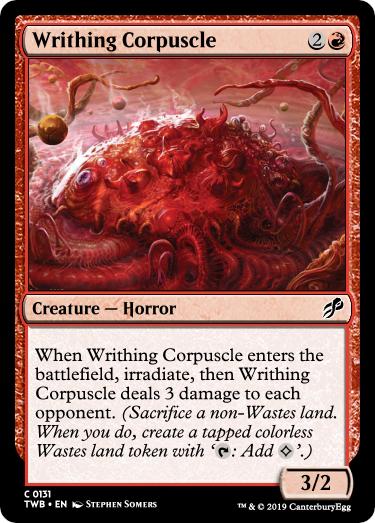 Writhing Corpuscle 2
Creature — Horror
When Writhing Corpuscle enters the
battlefield, irradiate, then Writhing
Corpuscle deals 3 damage to each
opponent. (Sacrifice a non-Wastes land.
When you do, create a tapped colorless
Wastes land token with ‘: Add ’.)
3/2
C 0131
TWB • EN STEPHEN SOMERS
™ & © 2019 CanterburyEgg